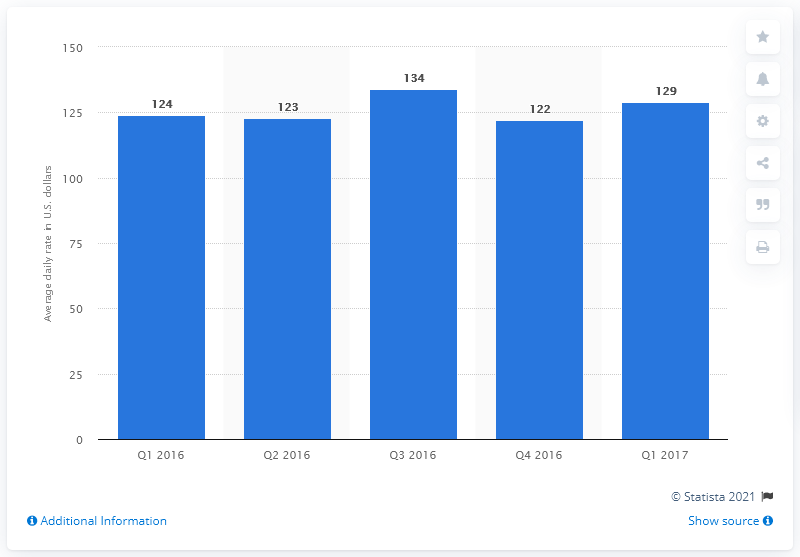 150
125
100
75
50
25
0
Average daily rate in U.S. dollars
124
123
134
122
129
Q1 2016
Q2 2016
Q3 2016
Q4 2016
Q1 2017
© Statista 2021
Additional Information
Show source